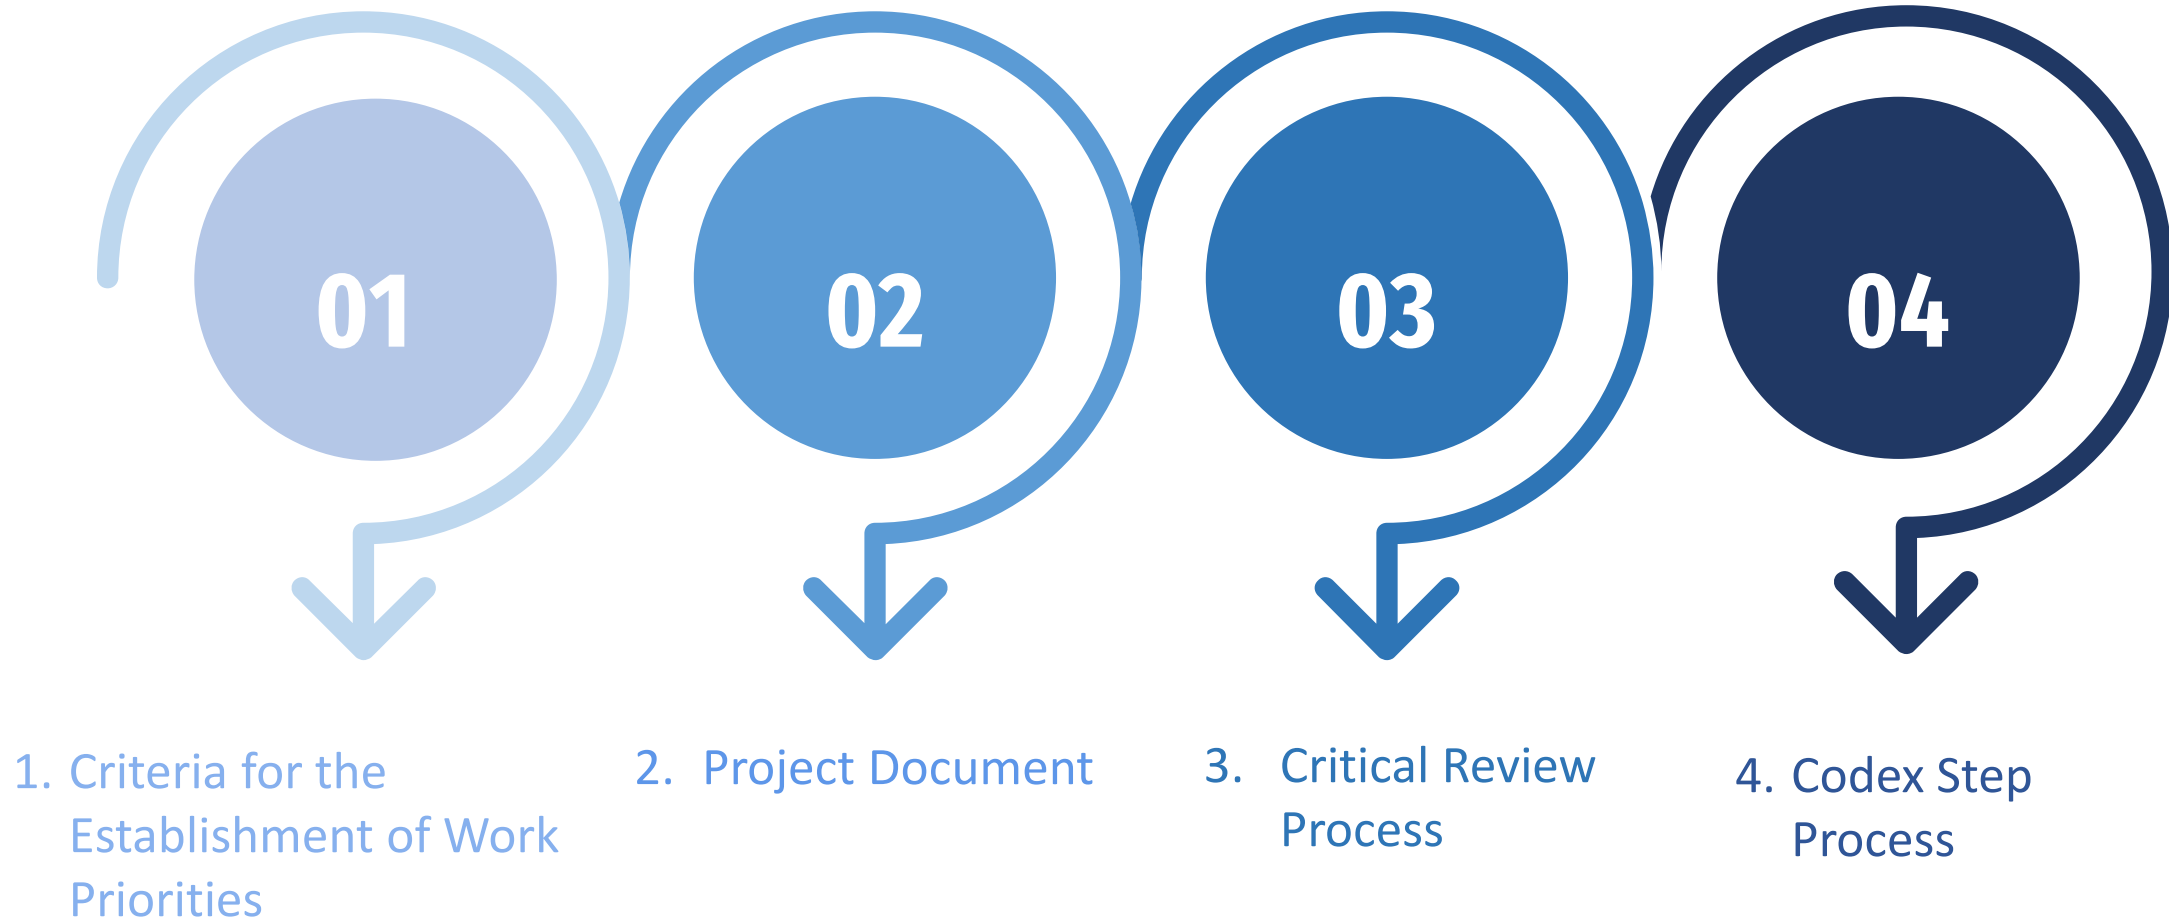 01
02
03
04
1. Criteria for the
Establishment of Work
Priorities
2. Project Document
3. Critical Review
Process
4. Codex Step
Process